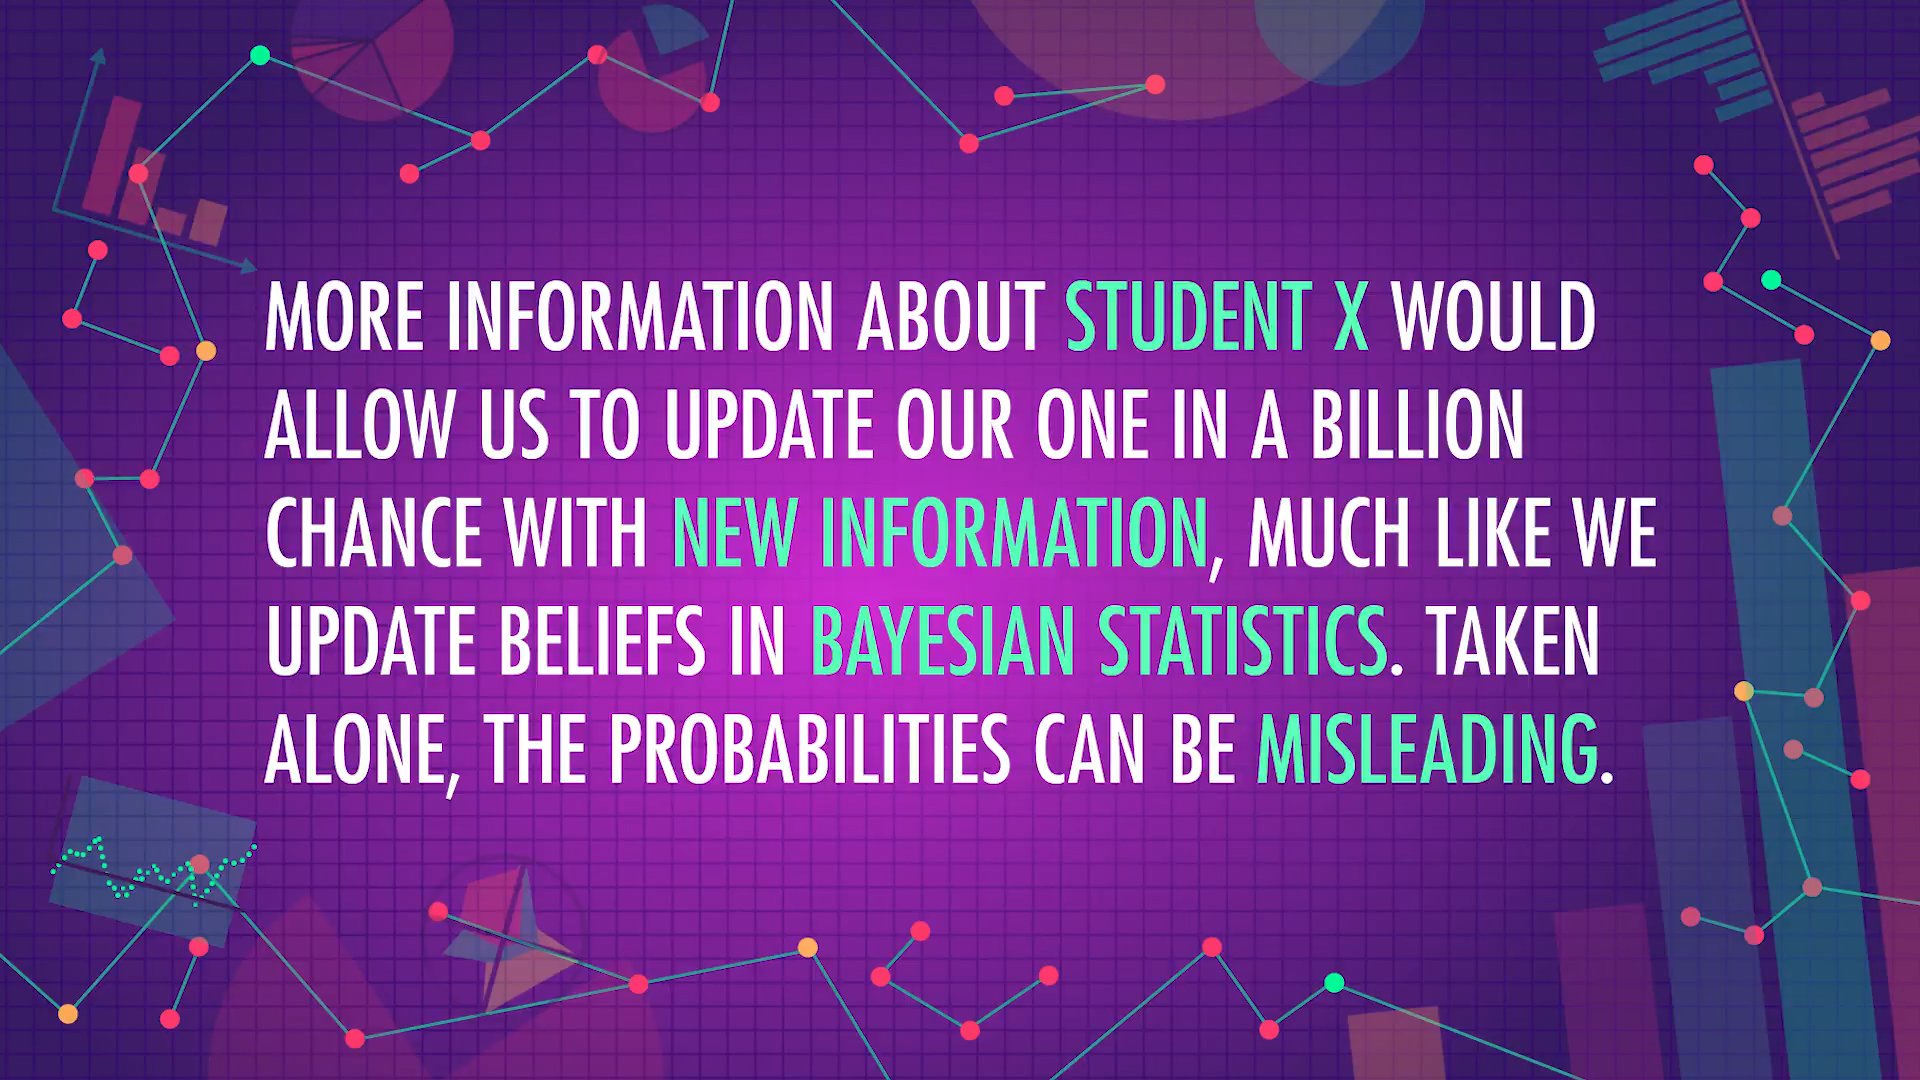 MORE INFORMATION ABOUT STUDENT X WOULD
ALLOW US TO UPDATE OUR ONE IN A BILLION
CHANCE WITH NEW INFORMATION, MUCH LIKE WE
UPDATE BELIEFS IN BAYESIAN STATISTICS. TAKEN
ALONE, THE PROBABILITIES CAN BE MISLEADING.